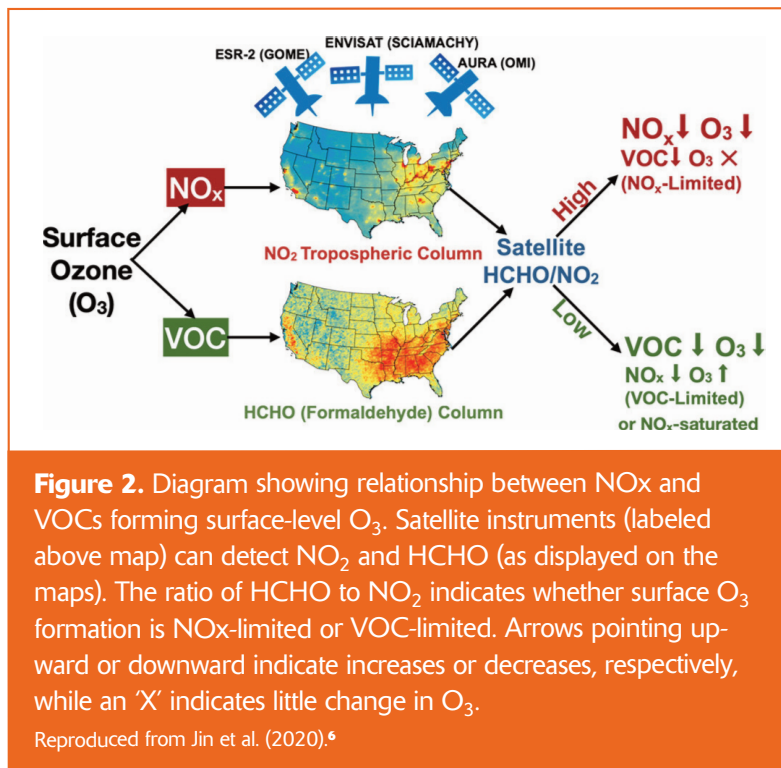 ENVISAT (SCIAMACHY)
ESR-2 (GOME)
AURA (OMI)
NOₓ
NO₂ Tropospheric Column
Surface
Ozone
(O₃)
VOC
HCHO (Formaldehyde) Column
Satellite
HCHO/NO₂
High
Low
NOₓ ↓ O₃ ↓
VOC↓ O₃ ×
(NOₓ-Limited)
VOC ↓ O₃ ↓
NOₓ ↓ O₃ ↑
(VOC-Limited)
or NOₓ-saturated
Figure 2. Diagram showing relationship between NOx and
VOCs forming surface-level O₃. Satellite instruments (labeled
above map) can detect NO₂ and HCHO (as displayed on the
maps). The ratio of HCHO to NO₂ indicates whether surface O₃
formation is NOx-limited or VOC-limited. Arrows pointing up-
ward or downward indicate increases or decreases, respectively,
while an ‘X’ indicates little change in O₃.
Reproduced from Jin et al. (2020).⁶